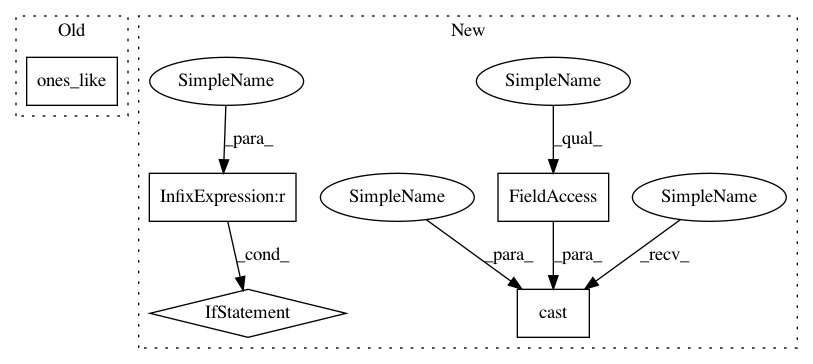 Old
New
ones_like
SimpleName
SimpleName
_para_
_qual_
InfixExpression:r
SimpleName
FieldAccess
SimpleName
_cond_
_para_
_para_
_recv_
IfStatement
cast